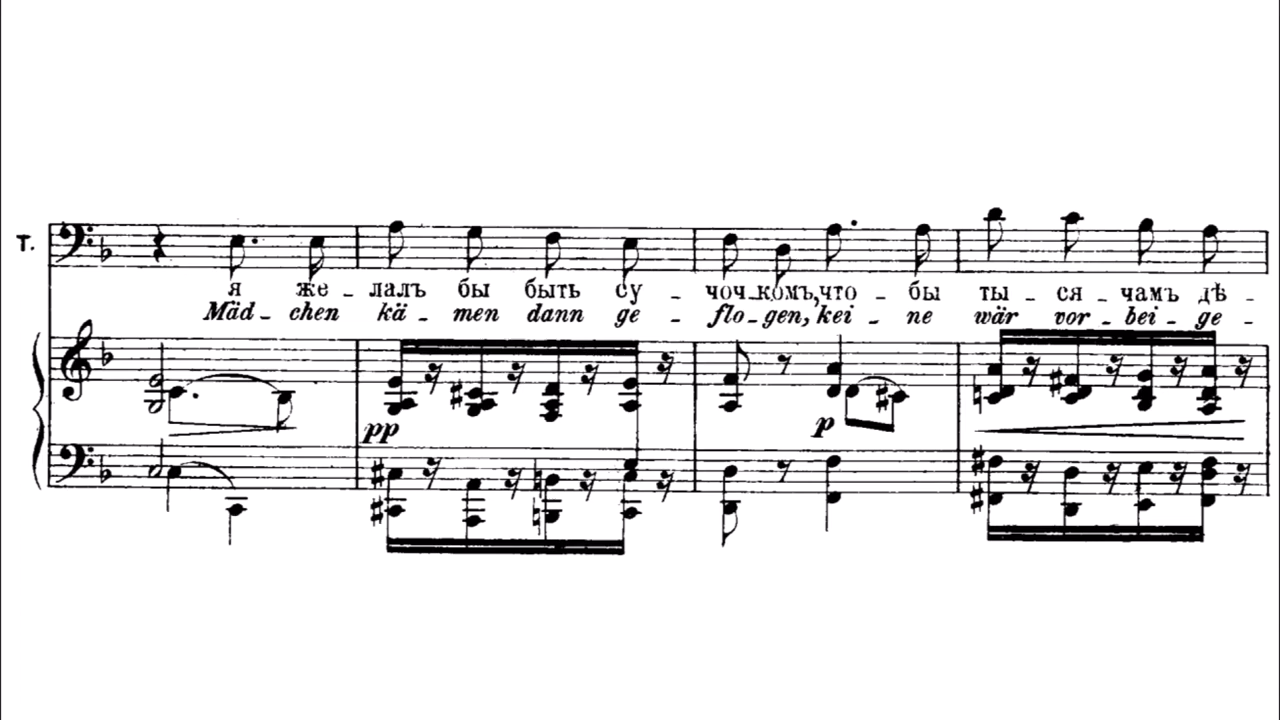 T.
я же - лалъ бы быть су - чоч - комъ, что - бы ты - ся - чамъ дѣ -
Mäd - chen kä - men dann ge - flo - gen, kei - ne wär vor - bei - ge -
pp
p